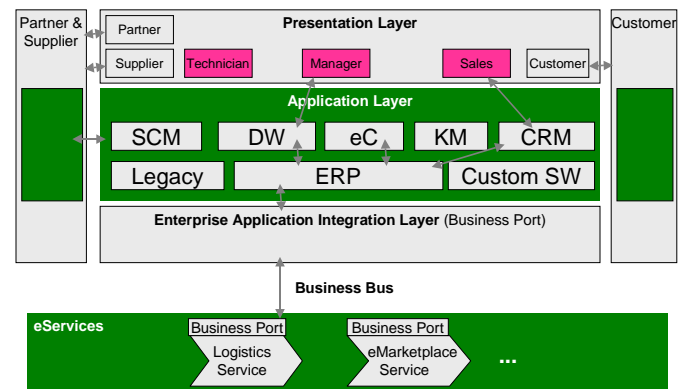 Partner &
Supplier
Presentation Layer
Customer
Partner
Supplier
Technician
Manager
Sales
Customer
Application Layer
SCM
DW
eC
KM
CRM
Legacy
ERP
Custom SW
Enterprise Application Integration Layer (Business Port)
Business Bus
eServices
Business Port
Business Port
Logistics
Service
eMarketplace
Service
...